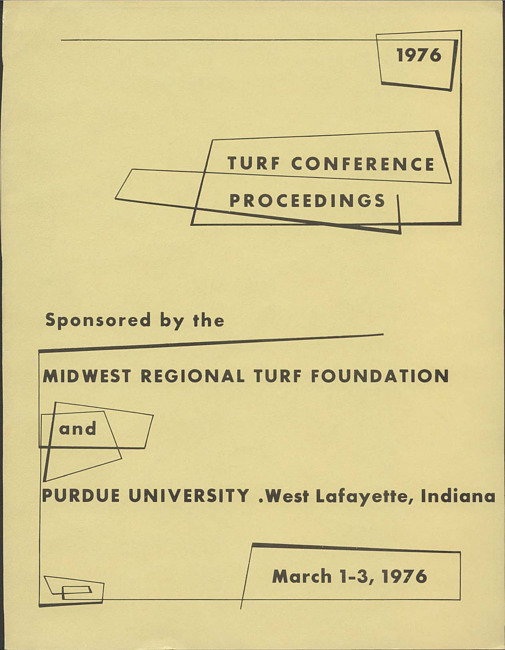 1976
TURF CONFERENCE
PROCEEDINGS
Sponsored by the
MIDWEST REGIONAL TURF FOUNDATION
and
PURDUE UNIVERSITY .West Lafayette, Indiana
March 1-3, 1976